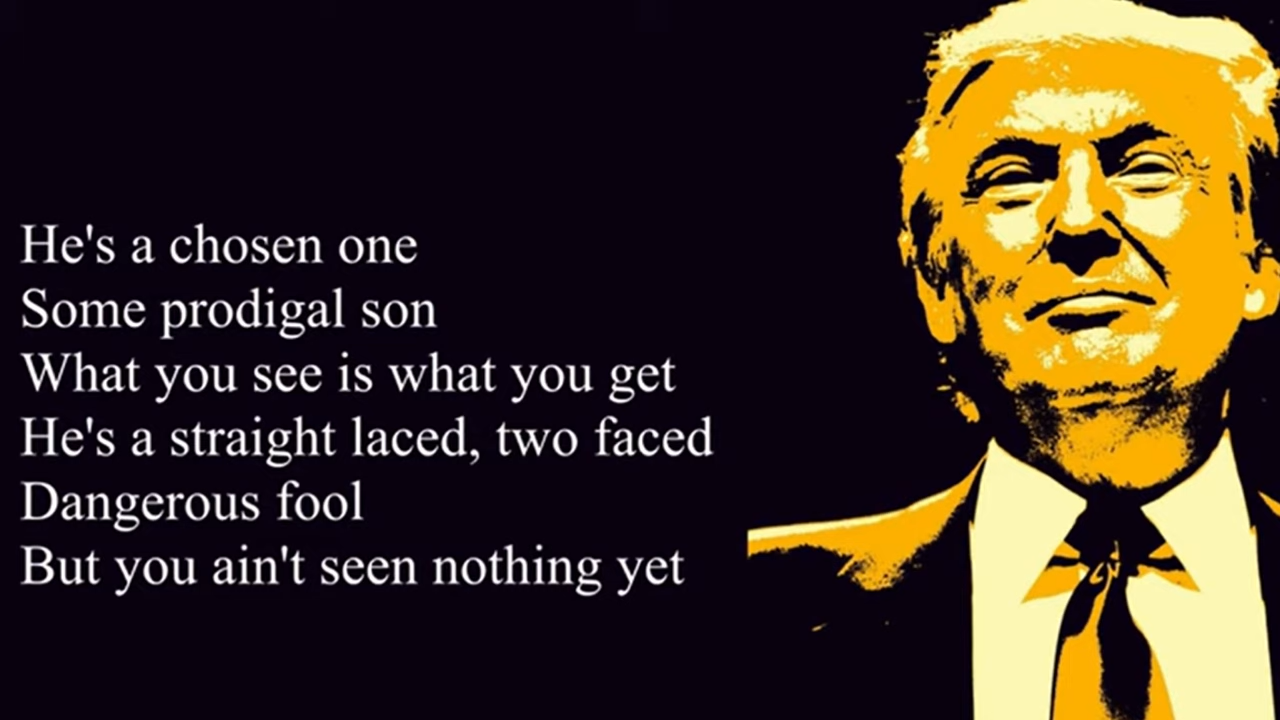 He's a chosen one
Some prodigal son
What you see is what you get
He's a straight laced, two faced
Dangerous fool
But you ain't seen nothing yet